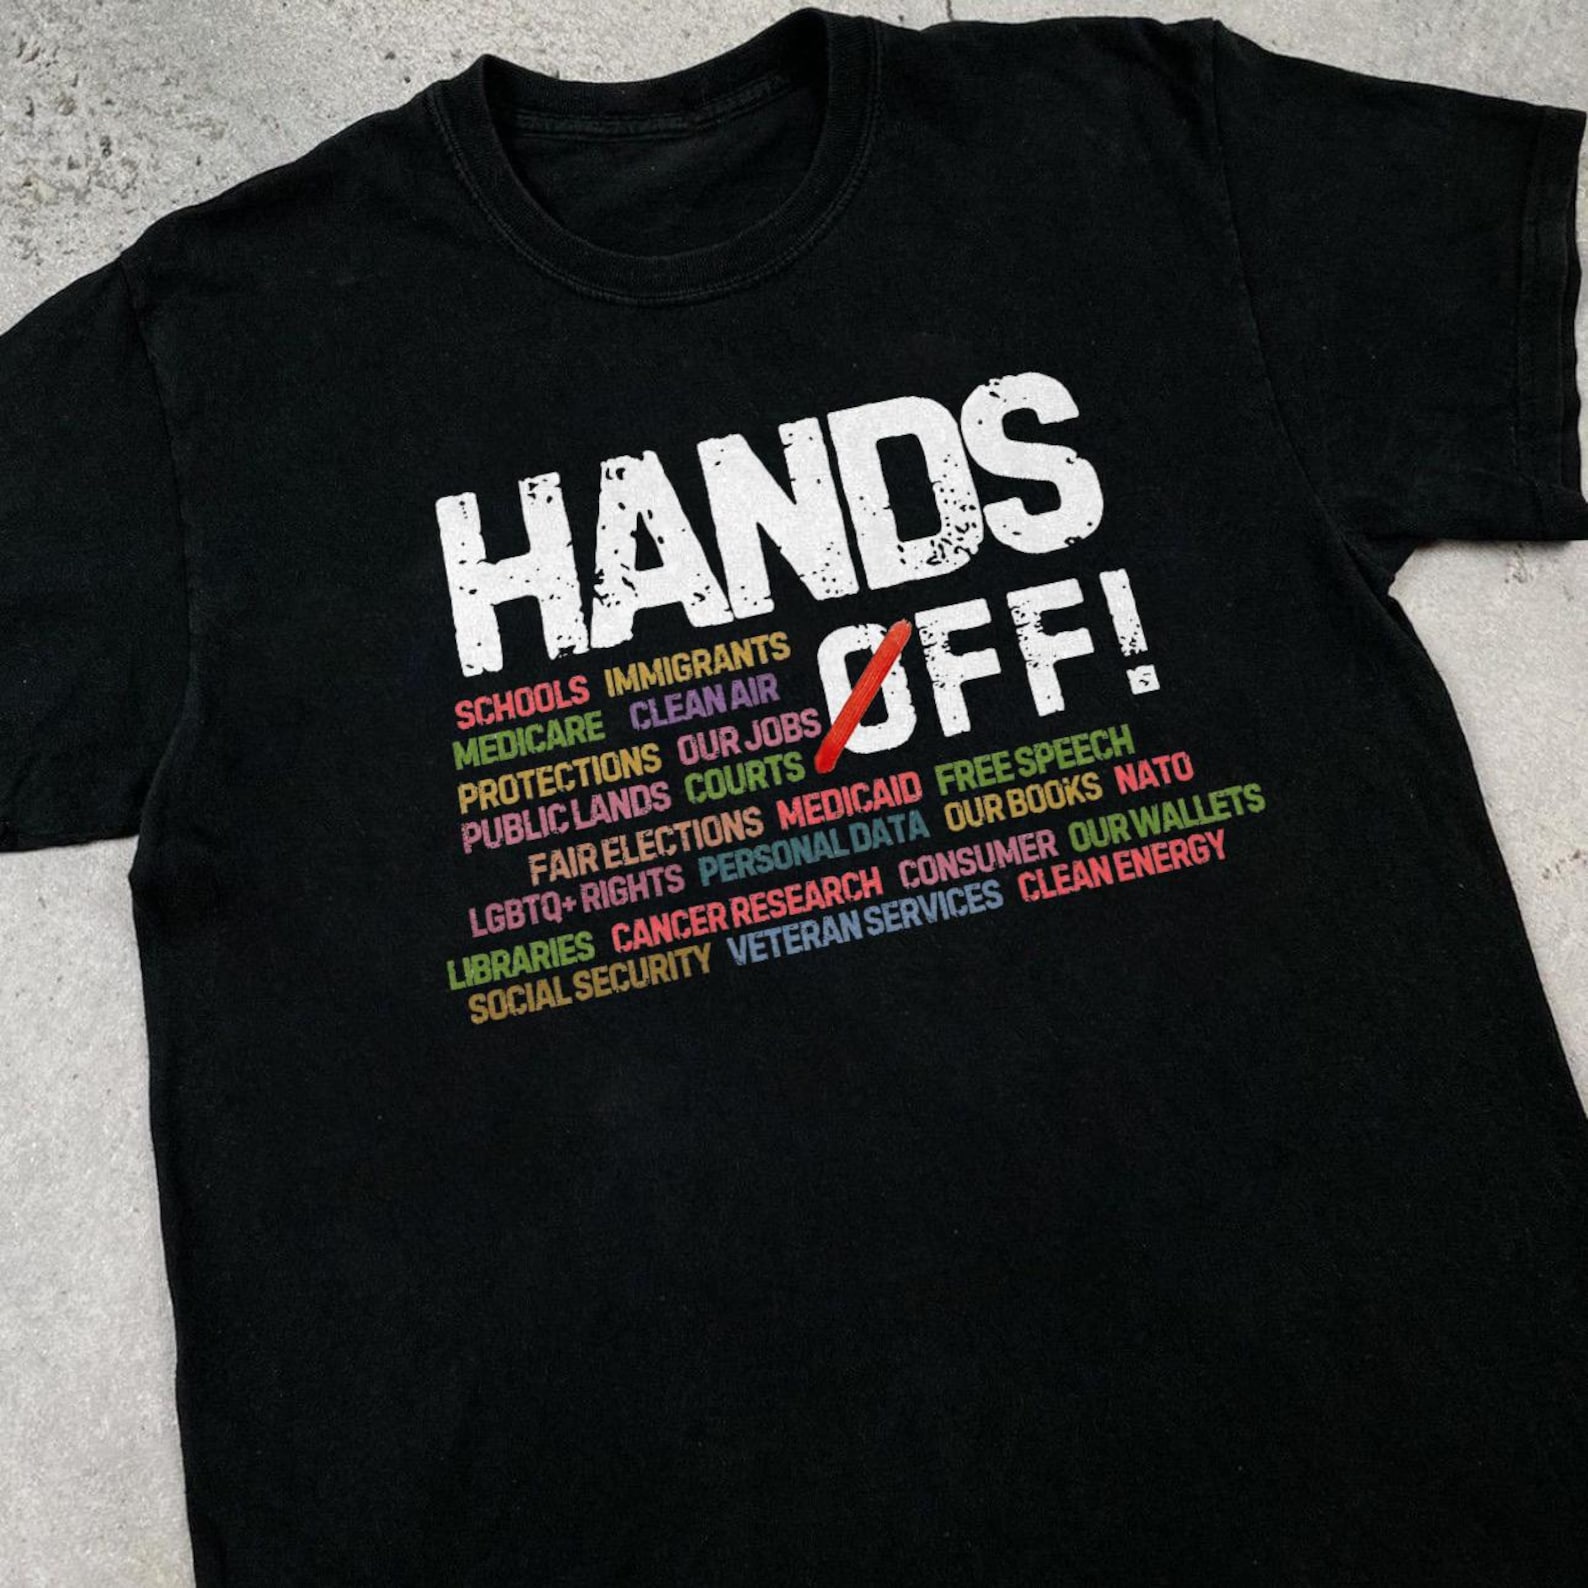 HANDS
OFF!
SCHOOLS IMMIGRANTS
MEDICARE CLEAN AIR
PROTECTIONS OUR JOBS
PUBLIC LANDS COURTS
FAIR ELECTIONS MEDICAID FREE SPEECH
LGBTQ+ RIGHTS PERSONAL DATA OUR BOOKS NATO
LIBRARIES CANCER RESEARCH CONSUMER OUR WALLETS
SOCIAL SECURITY VETERAN SERVICES CLEAN ENERGY